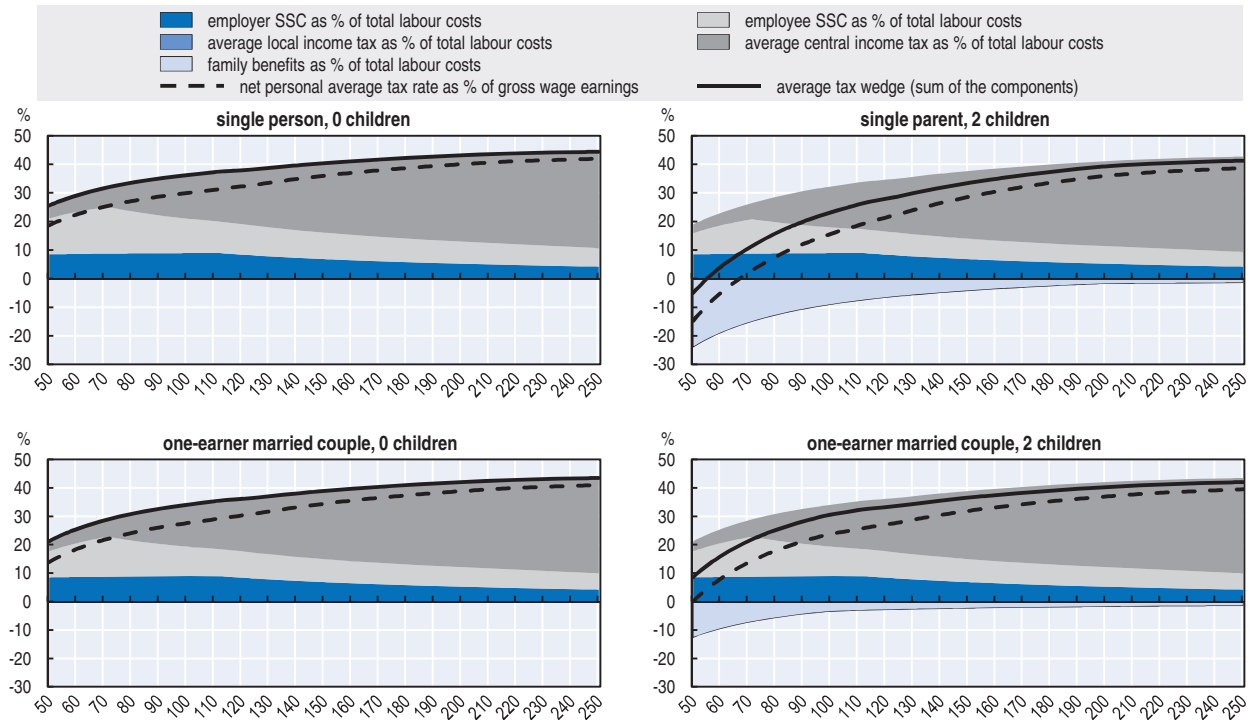 employer SSC as % of total labour costs
employee SSC as % of total labour costs
average local income tax as % of total labour costs
average central income tax as % of total labour costs
family benefits as % of total labour costs
net personal average tax rate as % of gross wage earnings
average tax wedge (sum of the components)
%
single person, 0 children
50
40
30
20
10
0
-10
-20
-30
50 60 70 80 90 100 110 120 130 140 150 160 170 180 190 200 210 220 230 240 250
%
single parent, 2 children
50
40
30
20
10
0
-10
-20
-30
50 60 70 80 90 100 110 120 130 140 150 160 170 180 190 200 210 220 230 240 250
%
one-earner married couple, 0 children
50
40
30
20
10
0
-10
-20
-30
50 60 70 80 90 100 110 120 130 140 150 160 170 180 190 200 210 220 230 240 250
%
one-earner married couple, 2 children
50
40
30
20
10
0
-10
-20
-30
50 60 70 80 90 100 110 120 130 140 150 160 170 180 190 200 210 220 230 240 250